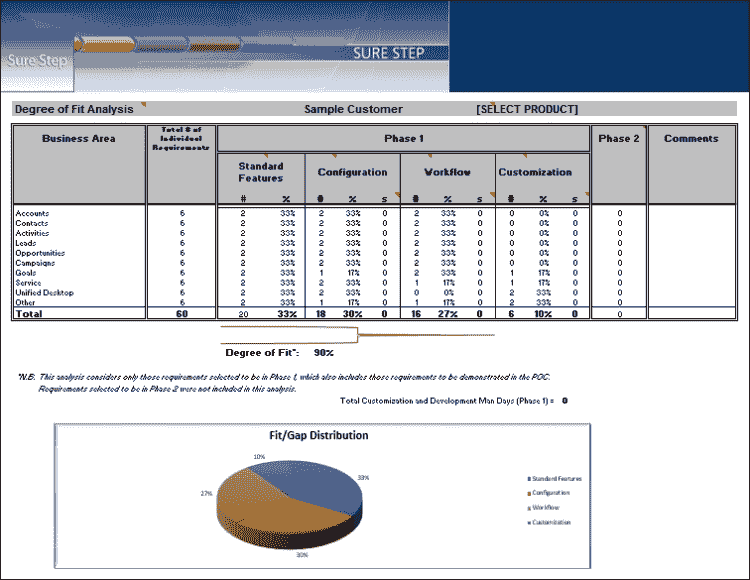 Sure Step
SURE STEP
Degree of Fit Analysis Sample Customer [SELECT PRODUCT]
Business Area Total # of Individual Requirements Phase 1 Phase 2 Comments
Standard Features Configuration Workflow Customization
# % # % s # % s # % s
Accounts 6 2 33% 2 33% 0 2 33% 0 0 0% 0 0
Contacts 6 2 33% 2 33% 0 2 33% 0 0 0% 0 0
Activities 6 2 33% 2 33% 0 2 33% 0 0 0% 0 0
Leads 6 2 33% 2 33% 0 2 33% 0 0 0% 0 0
Opportunities 6 2 33% 2 33% 0 2 33% 0 0 0% 0 0
Campaigns 6 2 33% 2 33% 0 2 33% 0 0 0% 0 0
Goals 6 2 33% 1 17% 0 2 33% 0 1 17% 0 0
Service 6 2 33% 2 33% 0 1 17% 0 1 17% 0 0
Unified Desktop 6 2 33% 2 33% 0 0 0% 0 2 33% 0 0
Other 6 2 33% 1 17% 0 1 17% 0 2 33% 0 0
Total 60 20 33% 18 30% 0 16 27% 0 6 10% 0 0
Degree of Fit*: 90%
*N.B. This analysis considers only those requirements selected to be in Phase 1, which also includes those requirements to be demonstrated in the POC.
Requirements selected to be in Phase 2 were not included in this analysis.
Total Customization and Development Man Days (Phase 1) = 0
Fit/Gap Distribution
10%
33%
27%
30%
Standard Features
Configuration
Workflow
Customization